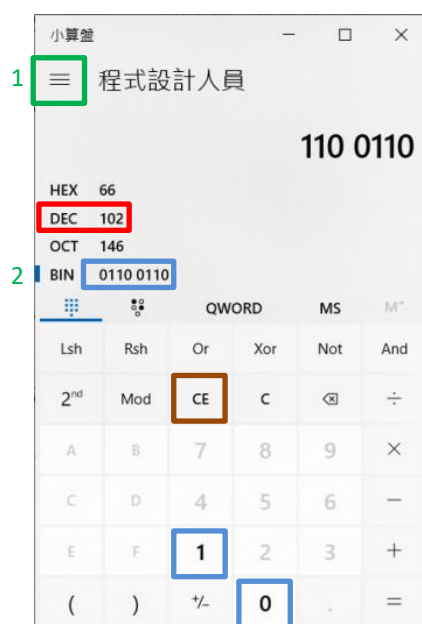 小算盤 − □ ×
1 ≡ 程式設計人員
110 0110
HEX 66
DEC 102
OCT 146
2 BIN 0110 0110
QWORD MS M˅
Lsh Rsh Or Xor Not And
2ⁿᵈ Mod CE C ⌫ ÷
A B 7 8 9 ×
C D 4 5 6 −
E F 1 2 3 +
( ) +/− 0 . =